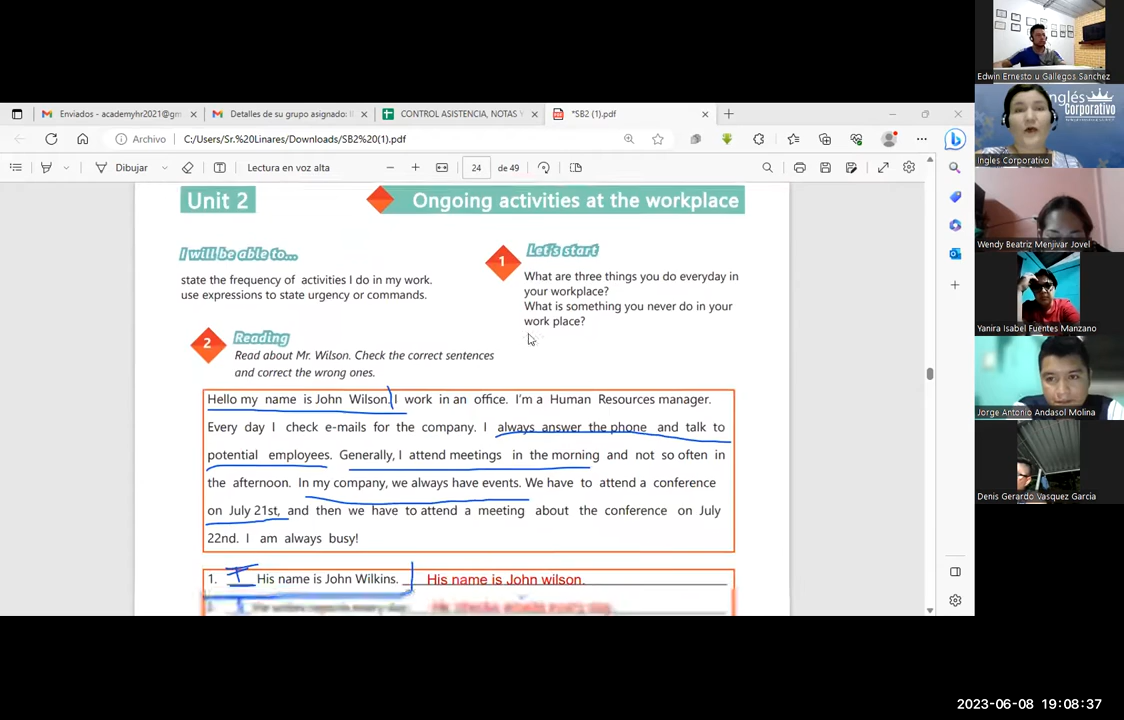 Edwin Ernesto u Gallegos Sanchez
Inglés
Corporativo
Ingles Corporativo
Wendy Beatriz Menjivar Jovel
Yanira Isabel Fuentes Manzano
Jorge Antonio Andasol Molina
Denis Gerardo Vasquez Garcia
Enviados - academyhr2021@gm
Detalles de su grupo asignado: I
CONTROL ASISTENCIA, NOTAS Y
*SB2 (1).pdf
Archivo
C:/Users/Sr.%20Linares/Downloads/SB2%20(1).pdf
Dibujar
Lectura en voz alta
24
de 49
Unit 2
Ongoing activities at the workplace
I will be able to...
state the frequency of activities I do in my work.
use expressions to state urgency or commands.
1
Let's start
What are three things you do everyday in
your workplace?
What is something you never do in your
work place?
2
Reading
Read about Mr. Wilson. Check the correct sentences
and correct the wrong ones.
Hello my name is John Wilson. I work in an office. I'm a Human Resources manager.
Every day I check e-mails for the company. I always answer the phone and talk to
potential employees. Generally, I attend meetings in the morning and not so often in
the afternoon. In my company, we always have events. We have to attend a conference
on July 21st, and then we have to attend a meeting about the conference on July
22nd. I am always busy!
1. F His name is John Wilkins. His name is John wilson.
2023-06-08 19:08:37